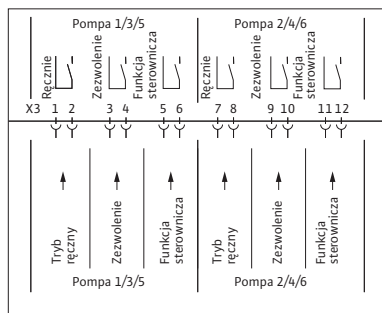 Pompa 1/3/5
Pompa 2/4/6
Ręcznie
Zezwolenie
Funkcja
sterownicza
Ręcznie
Zezwolenie
Funkcja
sterownicza
X3 1 2 3 4 5 6 7 8 9 10 11 12
Tryb
ręczny
Zezwolenie
Funkcja
sterownicza
Tryb
ręczny
Zezwolenie
Funkcja
sterownicza
Pompa 1/3/5
Pompa 2/4/6